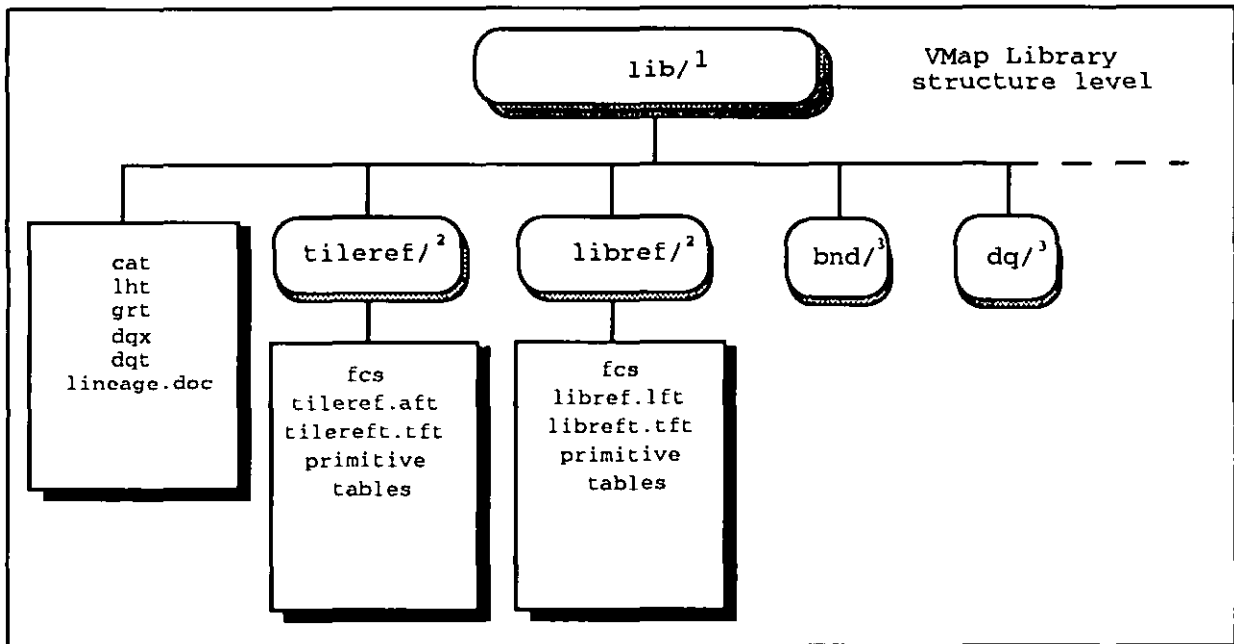 lib/1
VMap Library
structure level
tileref/2
libref/2
bnd/3
dq/3
cat
lht
grt
dqx
dqt
lineage.doc
fcs
tileref.aft
tilereft.tft
primitive
tables
fcs
libref.lft
libreft.tft
primitive
tables